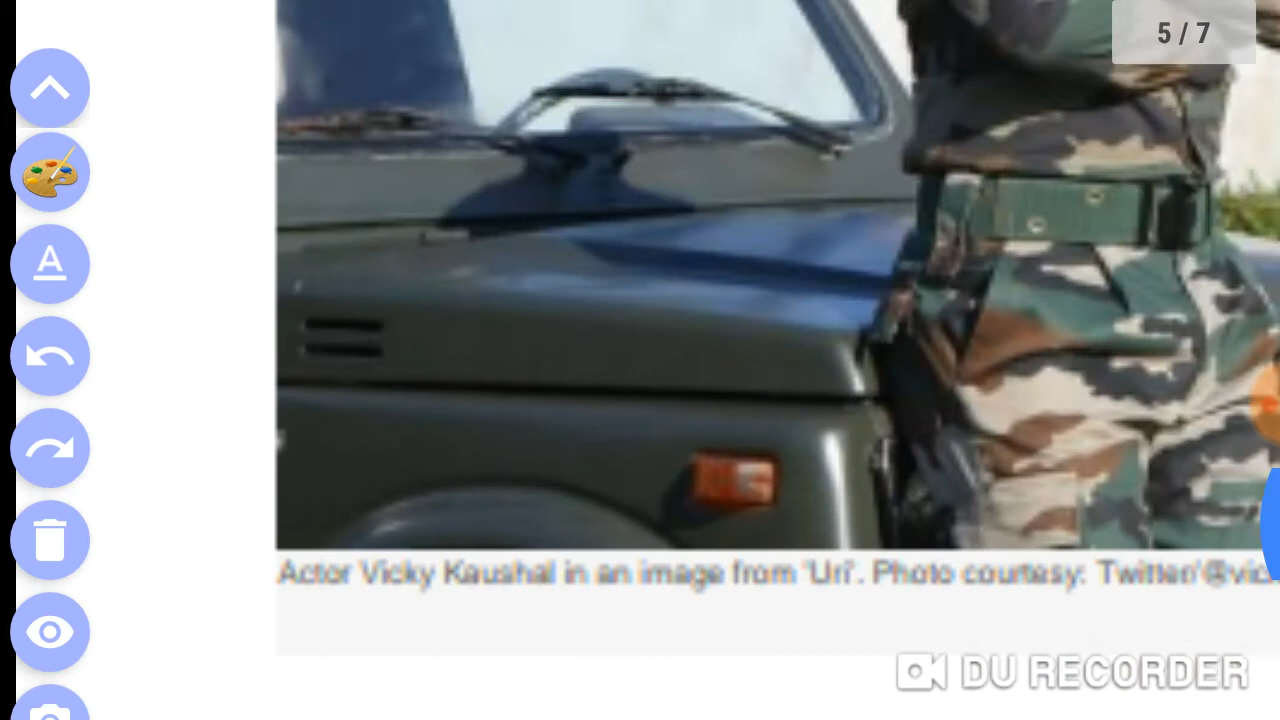 5 / 7
A
Actor Vicky Kaushal in an image from 'Uri'. Photo courtesy: Twitter/@vic
DU RECORDER